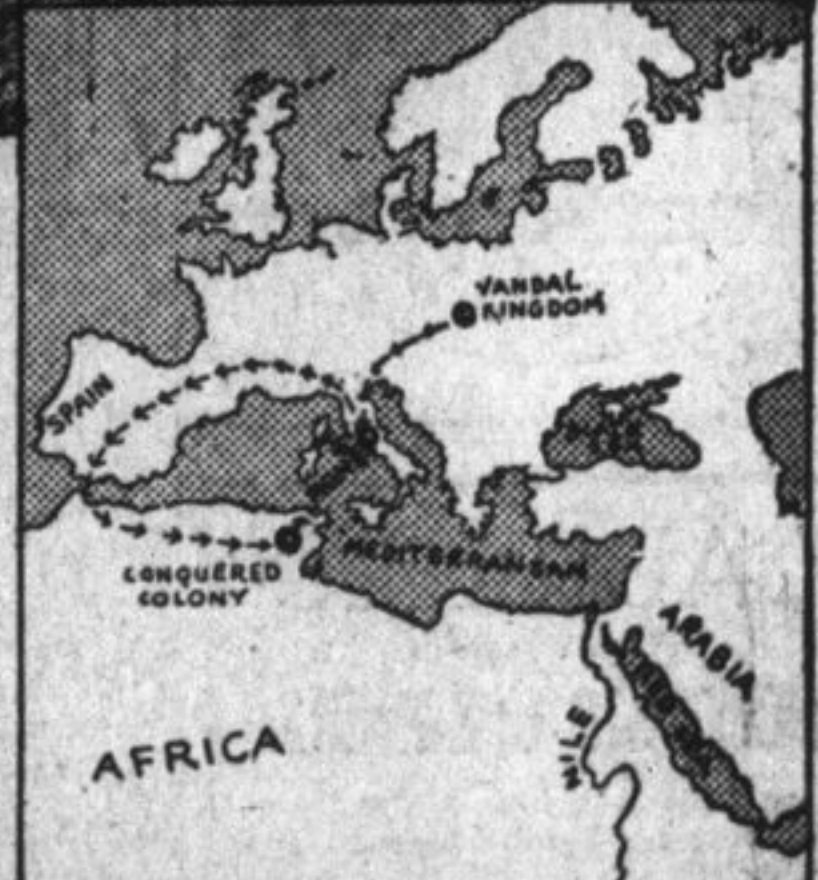 VANDAL
KINGDOM
SPAIN
MEDITERRANEAN
CONQUERED
COLONY
ARABIA
NILE
AFRICA